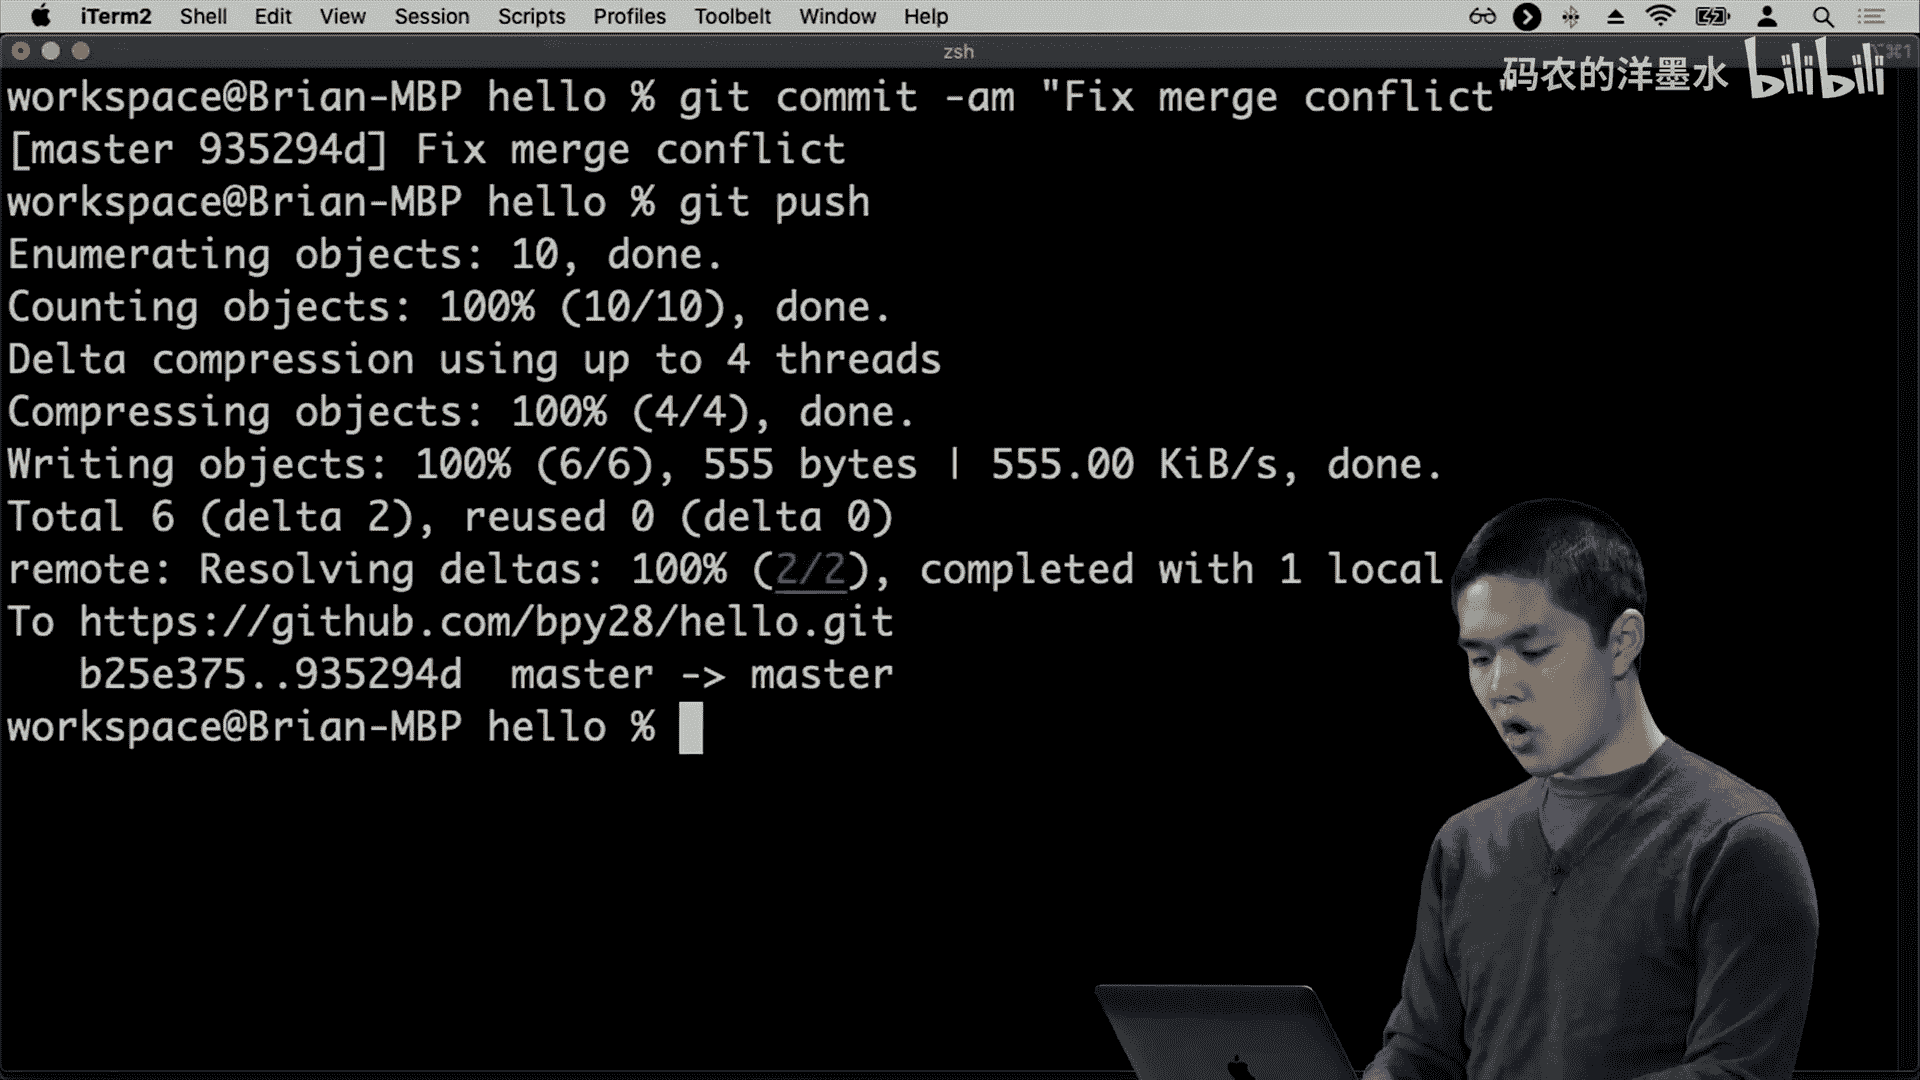 iTerm2 Shell Edit View Session Scripts Profiles Toolbelt Window Help
zsh ⌥⌘1
码农的洋墨水 bilibili
workspace@Brian-MBP hello % git commit -am "Fix merge conflict"
[master 935294d] Fix merge conflict
workspace@Brian-MBP hello % git push
Enumerating objects: 10, done.
Counting objects: 100% (10/10), done.
Delta compression using up to 4 threads
Compressing objects: 100% (4/4), done.
Writing objects: 100% (6/6), 555 bytes | 555.00 KiB/s, done.
Total 6 (delta 2), reused 0 (delta 0)
remote: Resolving deltas: 100% (2/2), completed with 1 local
To https://github.com/bpy28/hello.git
b25e375..935294d master -> master
workspace@Brian-MBP hello %